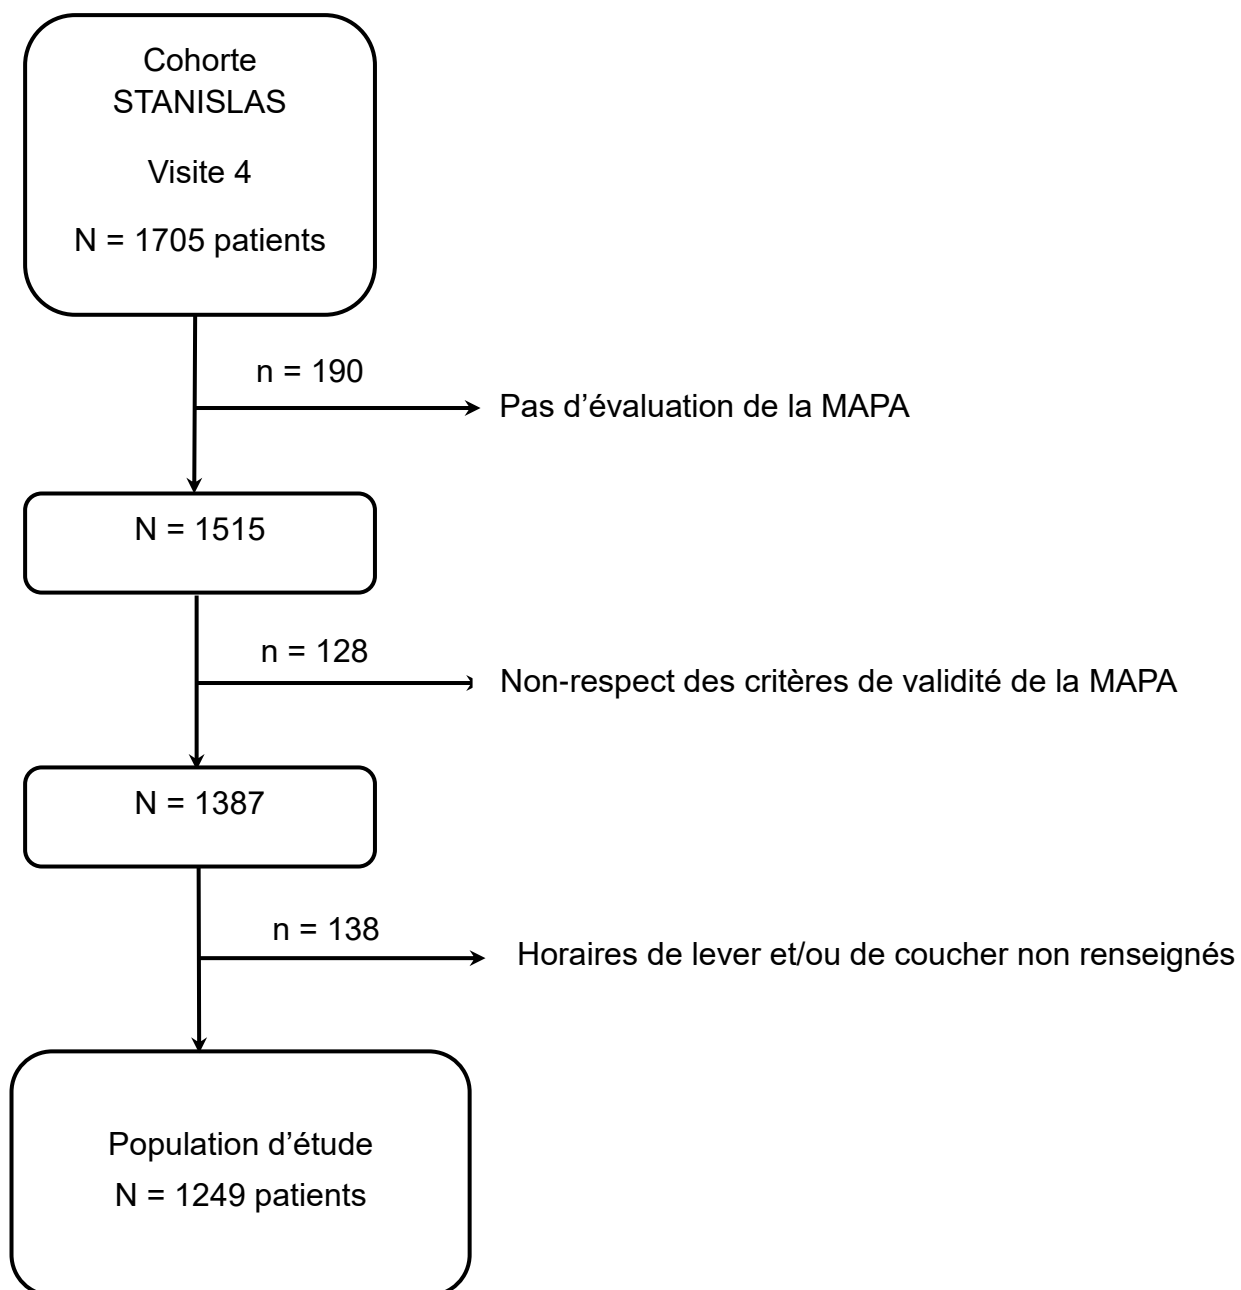 Cohorte
STANISLAS
Visite 4
N = 1705 patients
n = 190
Pas d’évaluation de la MAPA
N = 1515
n = 128
Non-respect des critères de validité de la MAPA
N = 1387
n = 138
Horaires de lever et/ou de coucher non renseignés
Population d’étude
N = 1249 patients